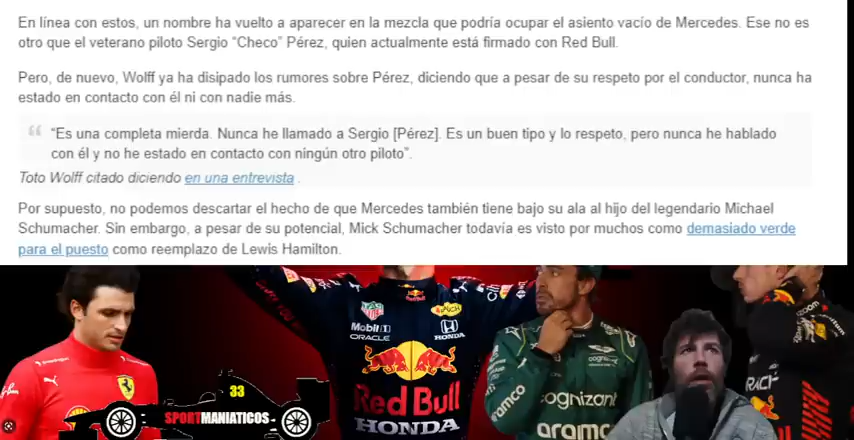 En línea con estos, un nombre ha vuelto a aparecer en la mezcla que podría ocupar el asiento vacío de Mercedes. Ese no es
otro que el veterano piloto Sergio “Checo” Pérez, quien actualmente está firmado con Red Bull.
Pero, de nuevo, Wolff ya ha disipado los rumores sobre Pérez, diciendo que a pesar de su respeto por el conductor, nunca ha
estado en contacto con él ni con nadie más.
“Es una completa mierda. Nunca he llamado a Sergio [Pérez]. Es un buen tipo y lo respeto, pero nunca he hablado
con él y no he estado en contacto con ningún otro piloto”.
Toto Wolff citado diciendo en una entrevista .
Por supuesto, no podemos descartar el hecho de que Mercedes también tiene bajo su ala al hijo del legendario Michael
Schumacher. Sin embargo, a pesar de su potencial, Mick Schumacher todavía es visto por muchos como demasiado verde
para el puesto como reemplazo de Lewis Hamilton.
Mobil 1
ORACLE
HONDA
Red Bull
HONDA
cognizant
aramco
cognizant
aramco
33
SPORTMANIATICOS